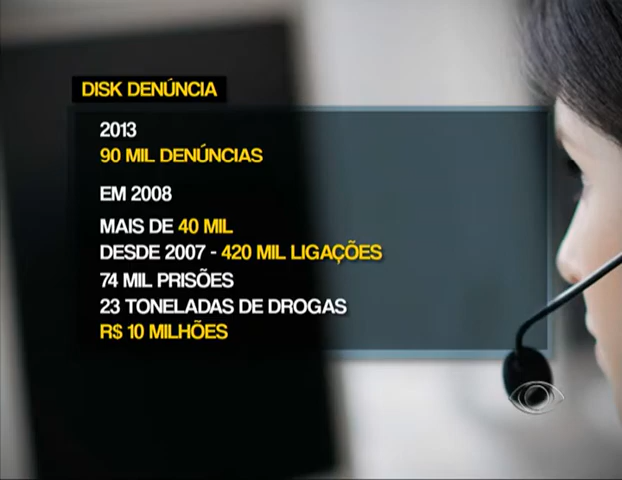 DISK DENÚNCIA
2013
90 MIL DENÚNCIAS
EM 2008
MAIS DE 40 MIL
DESDE 2007 - 420 MIL LIGAÇÕES
74 MIL PRISÕES
23 TONELADAS DE DROGAS
R$ 10 MILHÕES